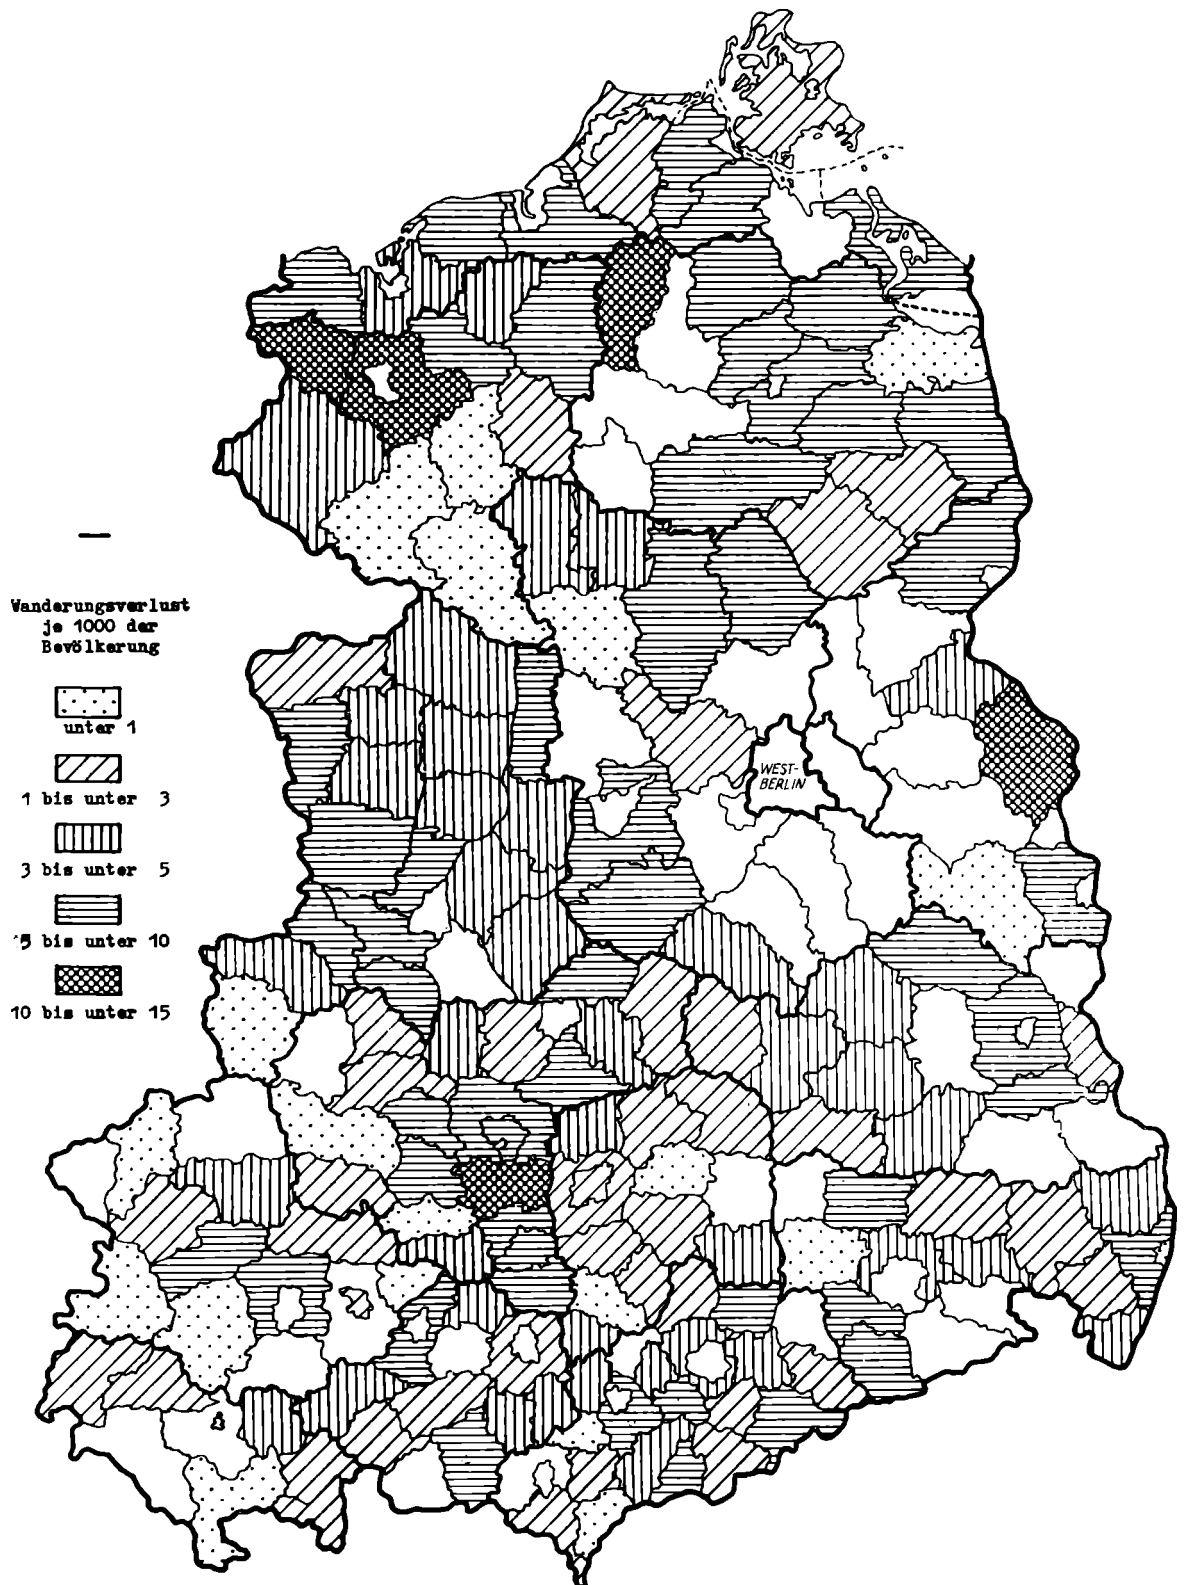 Wanderungsverlust
je 1000 der
Bevölkerung
unter 1
1 bis unter 3
3 bis unter 5
5 bis unter 10
10 bis unter 15
WEST-
BERLIN